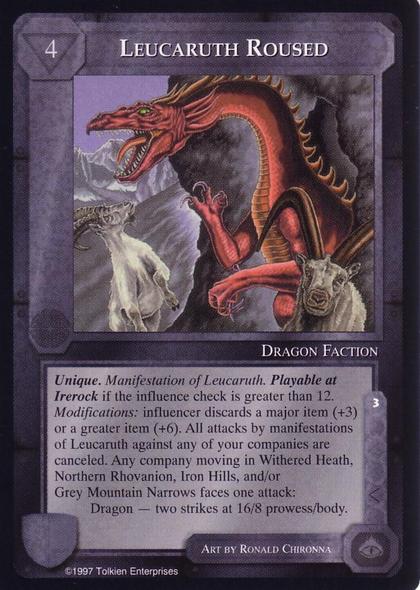 4
LEUCARUTH ROUSED
DRAGON FACTION
Unique. Manifestation of Leucaruth. Playable at
Irerock if the influence check is greater than 12.
Modifications: influencer discards a major item (+3)
or a greater item (+6). All attacks by manifestations
of Leucaruth against any of your companies are
canceled. Any company moving in Withered Heath,
Northern Rhovanion, Iron Hills, and/or
Grey Mountain Narrows faces one attack:
Dragon — two strikes at 16/8 prowess/body.
3
ART BY RONALD CHIRONNA
©1997 Tolkien Enterprises